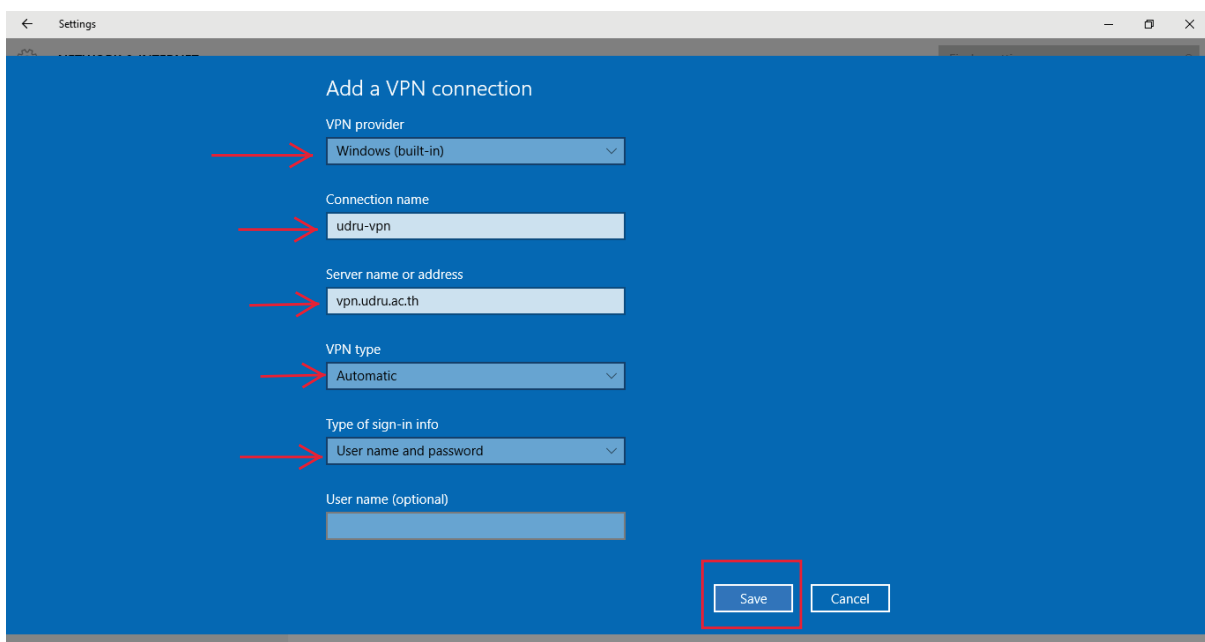 Settings
Add a VPN connection
VPN provider
Windows (built-in)
Connection name
udru-vpn
Server name or address
vpn.udru.ac.th
VPN type
Automatic
Type of sign-in info
User name and password
User name (optional)
Save Cancel